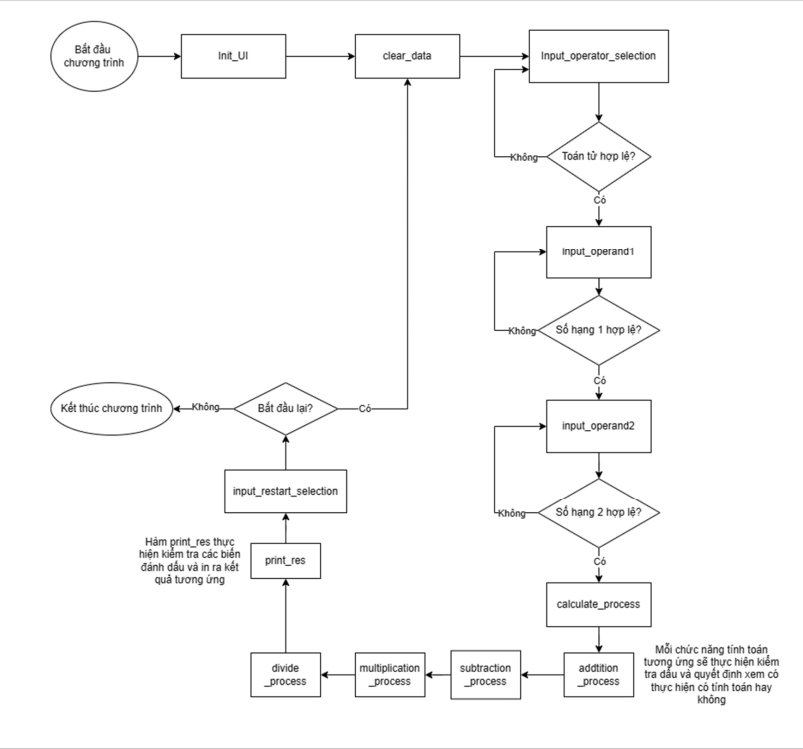 Bắt đầu
chương trình
Init_UI
clear_data
Input_operator_selection
Không
Toán tử hợp lệ?
Có
input_operand1
Không
Số hạng 1 hợp lệ?
Có
input_operand2
Không
Số hạng 2 hợp lệ?
Có
calculate_process
addtition
_process
Mỗi chức năng tính toán
tương ứng sẽ thực hiện kiểm
tra dấu và quyết định xem có
thực hiện có tính toán hay
không
subtraction
_process
multiplication
_process
divide
_process
print_res
Hàm print_res thực
hiện kiểm tra các biến
đánh dấu và in ra kết
quả tương ứng
input_restart_selection
Bắt đầu lại?
Có
Không
Kết thúc chương trình